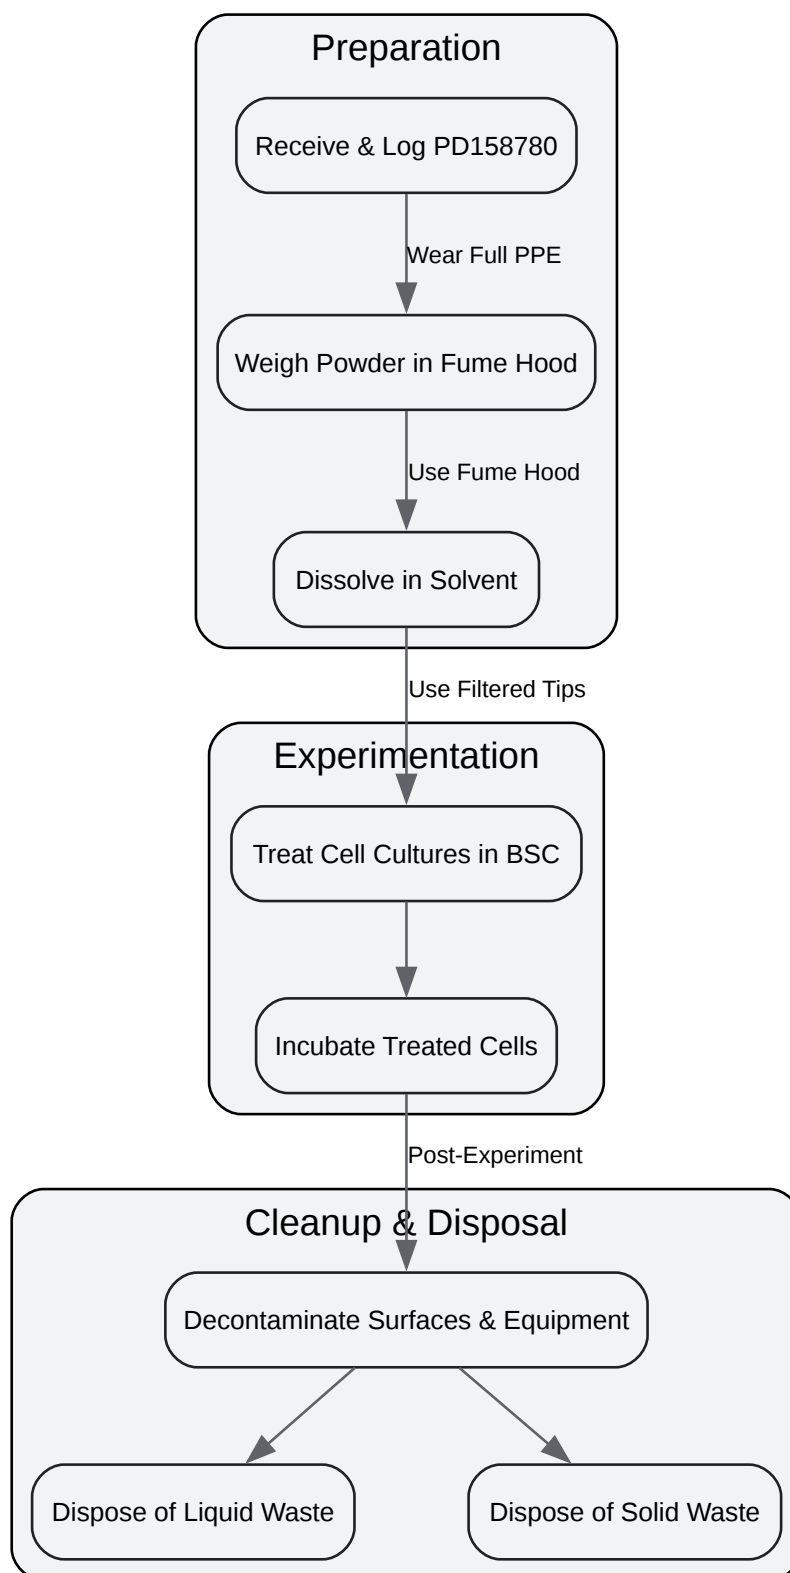 Preparation
Receive & Log PD158780
Wear Full PPE
Weigh Powder in Fume Hood
Use Fume Hood
Dissolve in Solvent
Use Filtered Tips
Experimentation
Treat Cell Cultures in BSC
Incubate Treated Cells
Post-Experiment
Cleanup & Disposal
Decontaminate Surfaces & Equipment
Dispose of Liquid Waste
Dispose of Solid Waste